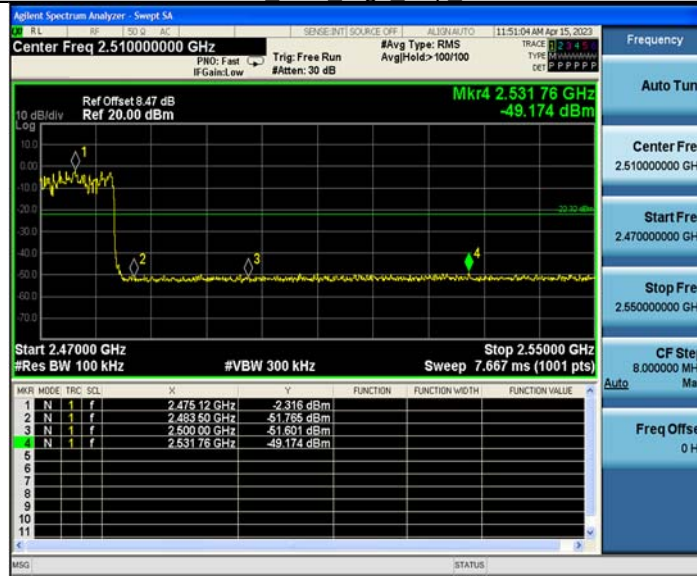 Agilent Spectrum Analyzer - Swept SA
RL RF 50 Ω AC SENSE:INT SOURCE OFF ALIGNAUTO 11:51:04 AM Apr 15, 2023
Center Freq 2.510000000 GHz
PNO: Fast
IFGain:Low
Trig: Free Run
#Atten: 30 dB
#Avg Type: RMS
Avg|Hold:> 100/100
TRACE 1 2 3 4 5 6
TYPE
DET P P P P P P
Ref Offset 8.47 dB
Ref 20.00 dBm
10 dB/div
Log
Mkr4 2.531 76 GHz
-49.174 dBm
10.0
0.00
-10.0
-20.0
-30.0
-40.0
-50.0
-60.0
-70.0
1
2
3
4
-22.32 dBm
Start 2.47000 GHz
Stop 2.55000 GHz
#Res BW 100 kHz #VBW 300 kHz Sweep 7.667 ms (1001 pts)
MKR MODE TRC SCL X Y FUNCTION FUNCTION WIDTH FUNCTION VALUE
1 N 1 f 2.475 12 GHz -2.316 dBm
2 N 1 f 2.483 50 GHz -51.765 dBm
3 N 1 f 2.500 00 GHz -51.601 dBm
4 N 1 f 2.531 76 GHz -49.174 dBm
5
6
7
8
9
10
11
MSG STATUS
Frequency
Auto Tun
Center Fre
2.510000000 GH
Start Fre
2.470000000 GH
Stop Fre
2.550000000 GH
CF Ste
8.000000 MH
Auto Ma
Freq Offse
0 H